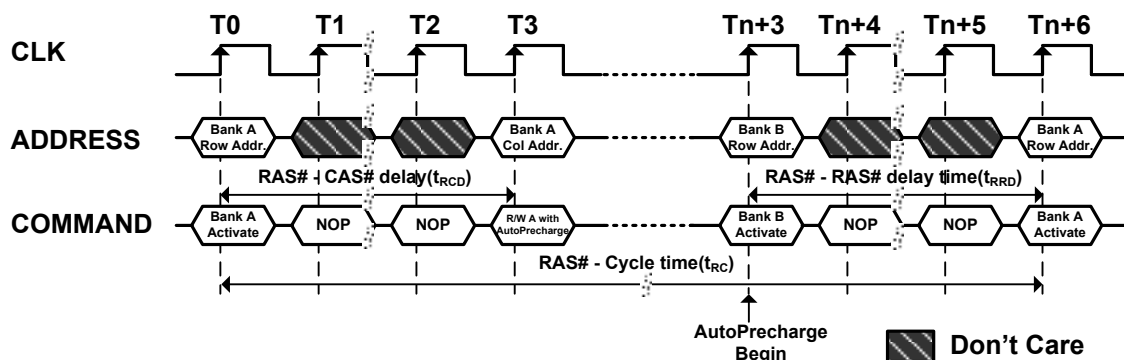 T0 T1 T2 T3 Tn+3 Tn+4 Tn+5 Tn+6
CLK
ADDRESS
Bank A
Row Addr.
Bank A
Col Addr.
Bank B
Row Addr.
Bank A
Row Addr.
RAS# - CAS# delay(tRCD)
RAS# - RAS# delay time(tRRD)
COMMAND
Bank A
Activate
NOP
NOP
R/W A with
AutoPrecharge
Bank B
Activate
NOP
NOP
Bank A
Activate
RAS# - Cycle time(tRC)
AutoPrecharge
Begin
Don't Care